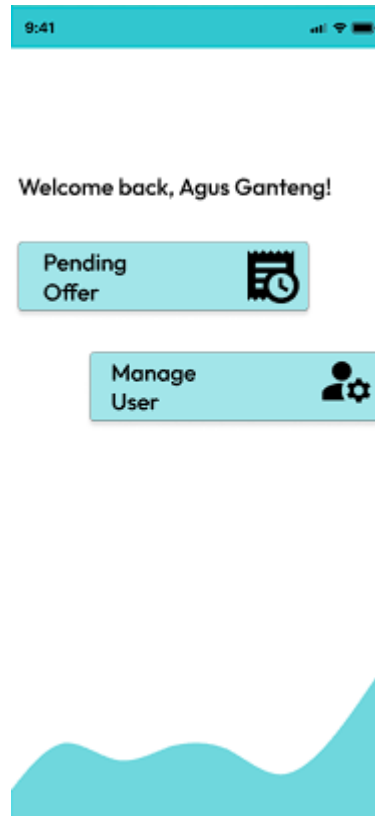 9:41
Welcome back, Agus Ganteng!
Pending
Offer
Manage
User